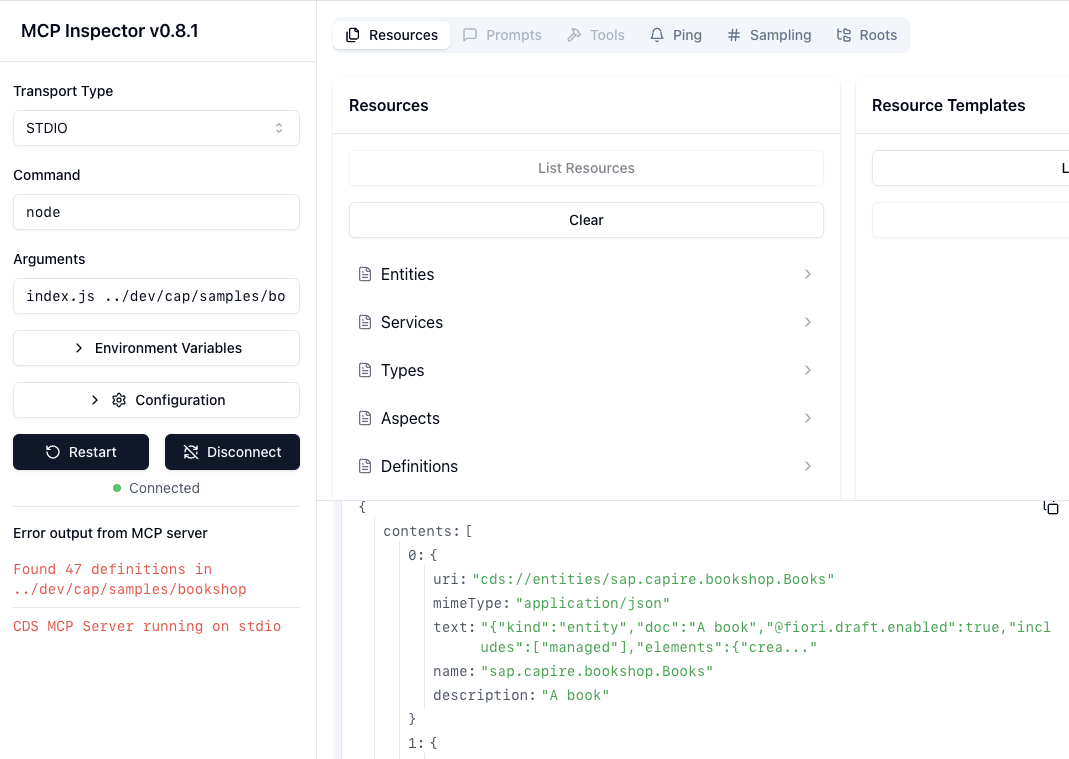 MCP Inspector v0.8.1
Transport Type
STDIO
Command
node
Arguments
index.js ../dev/cap/samples/bo
Environment Variables
Configuration
Restart
Disconnect
Connected
Error output from MCP server
Found 47 definitions in
../dev/cap/samples/bookshop
CDS MCP Server running on stdio
Resources
Prompts
Tools
Ping
Sampling
Roots
Resources
List Resources
Clear
Entities
Services
Types
Aspects
Definitions
Resource Templates
L
{
contents: [
0: {
uri: "cds://entities/sap.capire.bookshop.Books"
mimeType: "application/json"
text: "{"kind":"entity","doc":"A book","@fiori.draft.enabled":true,"incl
udes":["managed"],"elements":{"crea..."
name: "sap.capire.bookshop.Books"
description: "A book"
}
1: {